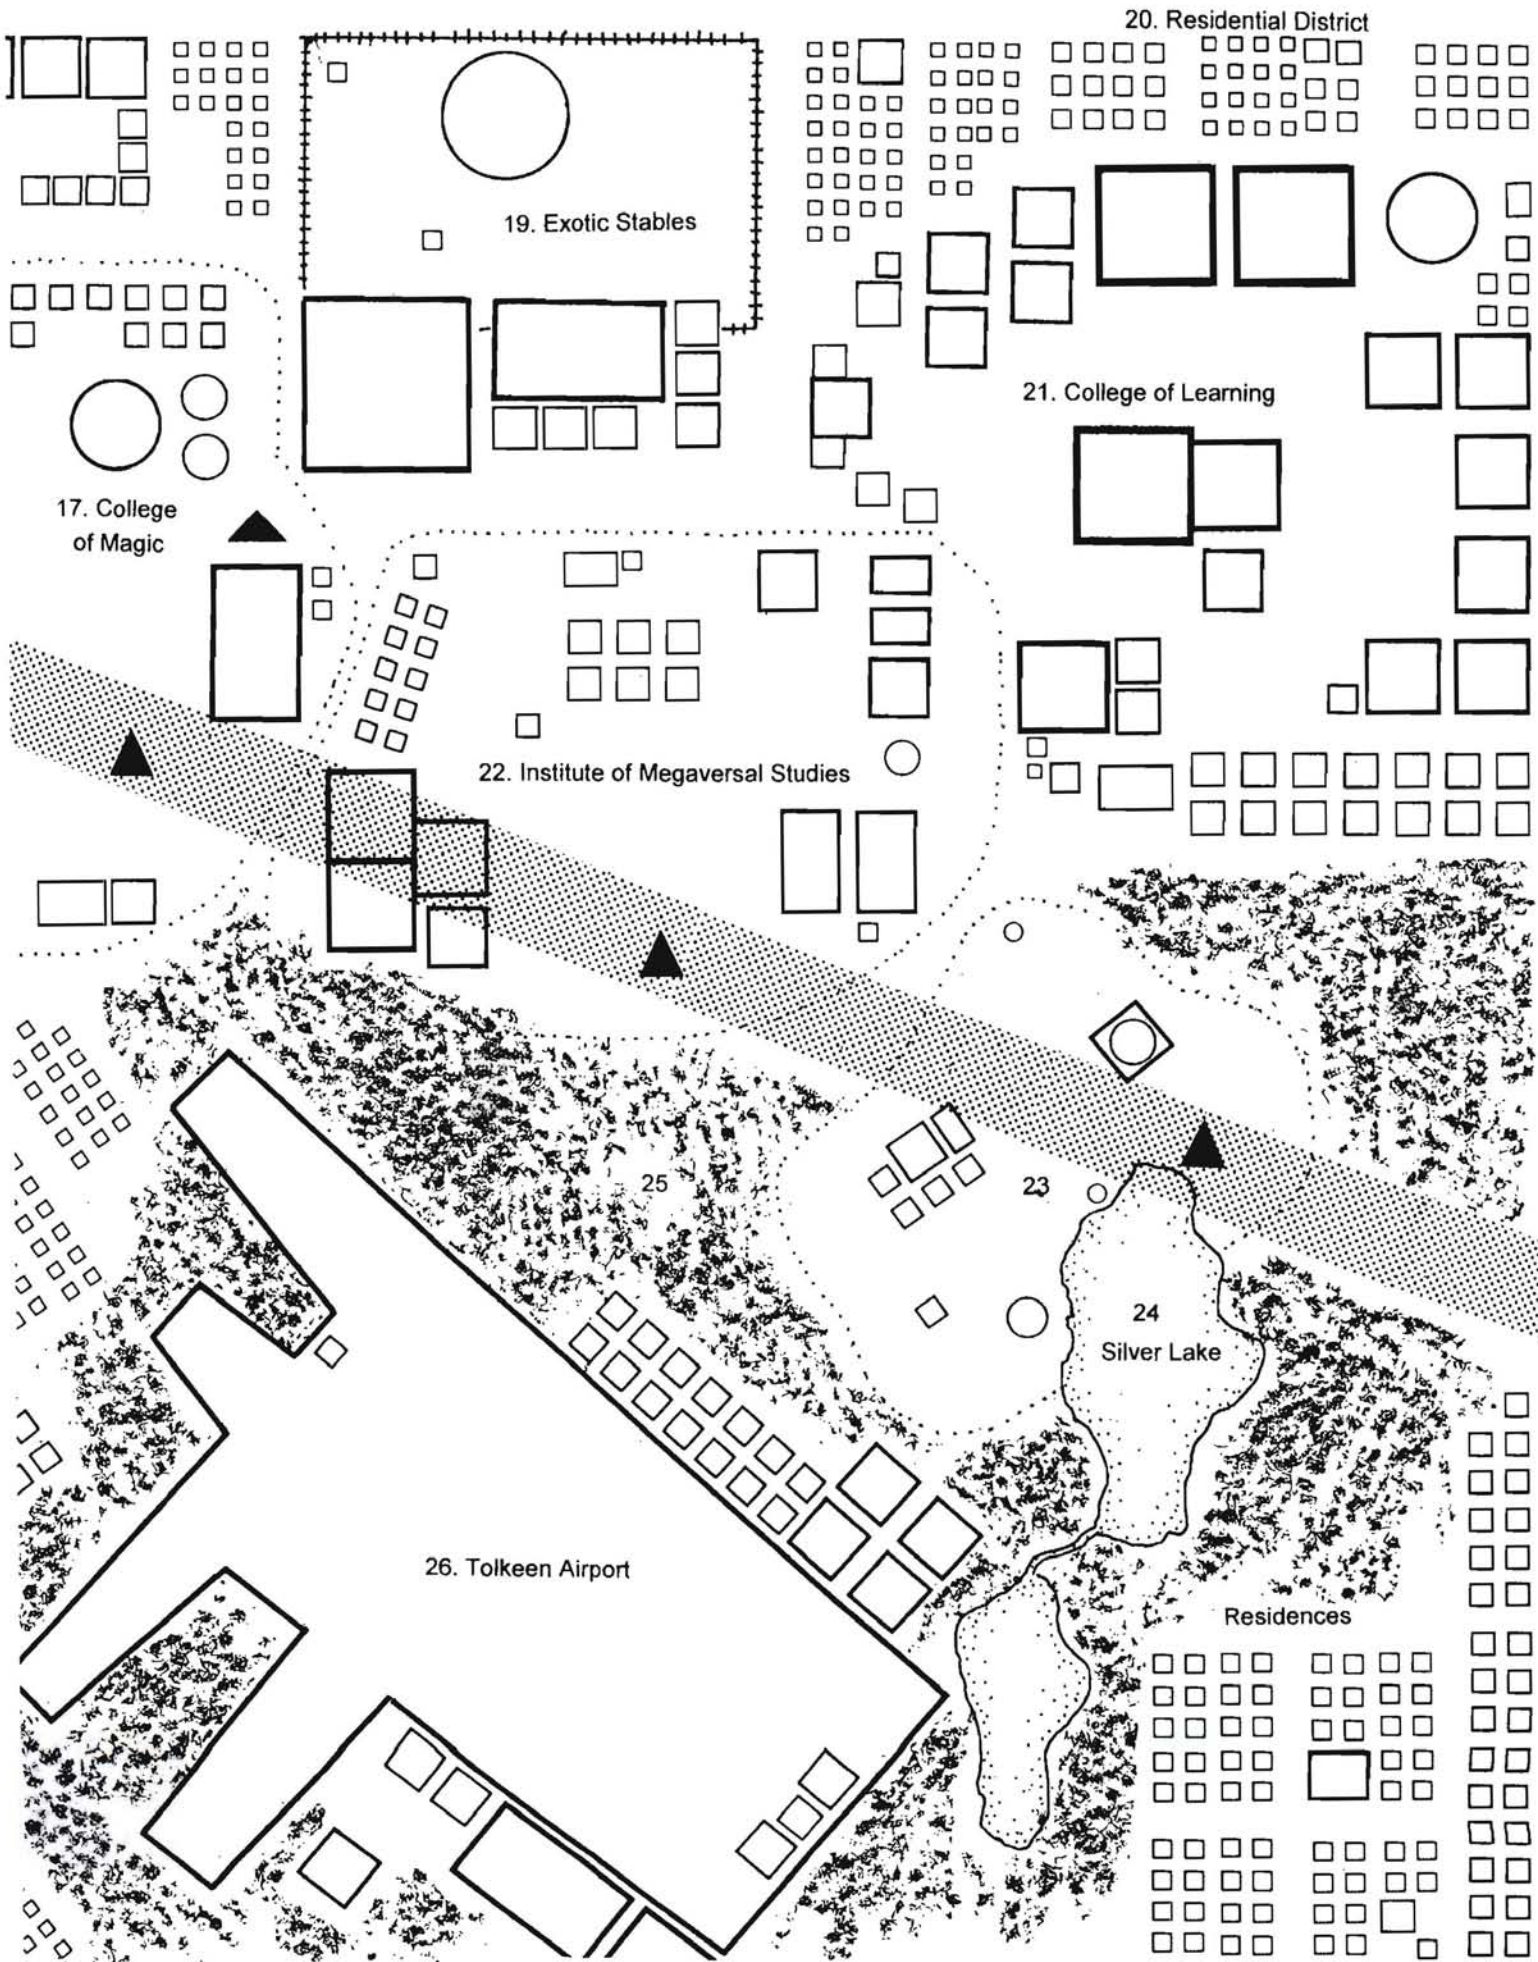 20. Residential District
19. Exotic Stables
21. College of Learning
17. College
of Magic
22. Institute of Megaversal Studies
25
23
24
Silver Lake
26. Tolkeen Airport
Residences